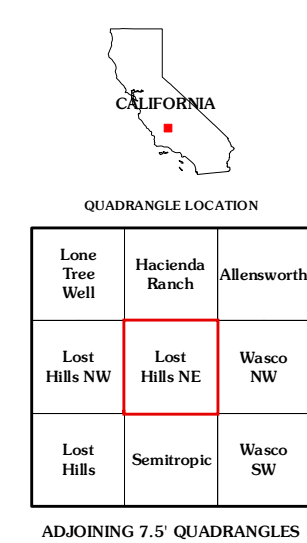 CALIFORNIA
QUADRANGLE LOCATION
Lone
Tree
Well
Hacienda
Ranch
Allensworth
Lost
Hills NW
Lost
Hills NE
Wasco
NW
Lost
Hills
Semitropic
Wasco
SW
ADJOINING 7.5' QUADRANGLES